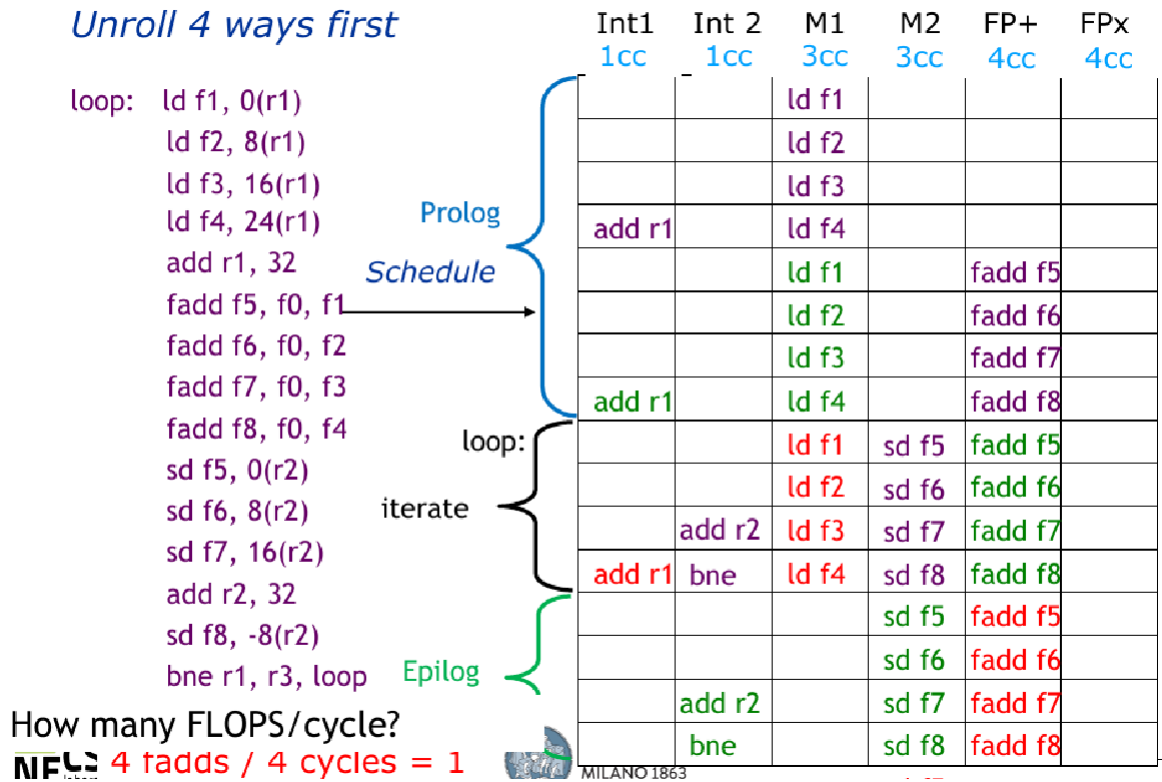 Unroll 4 ways first
Int1 Int 2 M1 M2 FP+ FPx
1cc 1cc 3cc 3cc 4cc 4cc
loop: ld f1, 0(r1)
ld f2, 8(r1)
ld f3, 16(r1)
ld f4, 24(r1)
add r1, 32
fadd f5, f0, f1
fadd f6, f0, f2
fadd f7, f0, f3
fadd f8, f0, f4
sd f5, 0(r2)
sd f6, 8(r2)
sd f7, 16(r2)
add r2, 32
sd f8, -8(r2)
bne r1, r3, loop
Prolog
Schedule
loop:
iterate
Epilog
ld f1
ld f2
ld f3
add r1 ld f4
ld f1 fadd f5
ld f2 fadd f6
ld f3 fadd f7
add r1 ld f4 fadd f8
ld f1 sd f5 fadd f5
ld f2 sd f6 fadd f6
add r2 ld f3 sd f7 fadd f7
add r1 bne ld f4 sd f8 fadd f8
sd f5 fadd f5
sd f6 fadd f6
add r2 sd f7 fadd f7
bne sd f8 fadd f8
How many FLOPS/cycle?
4 fadds / 4 cycles = 1
MILANO 1863